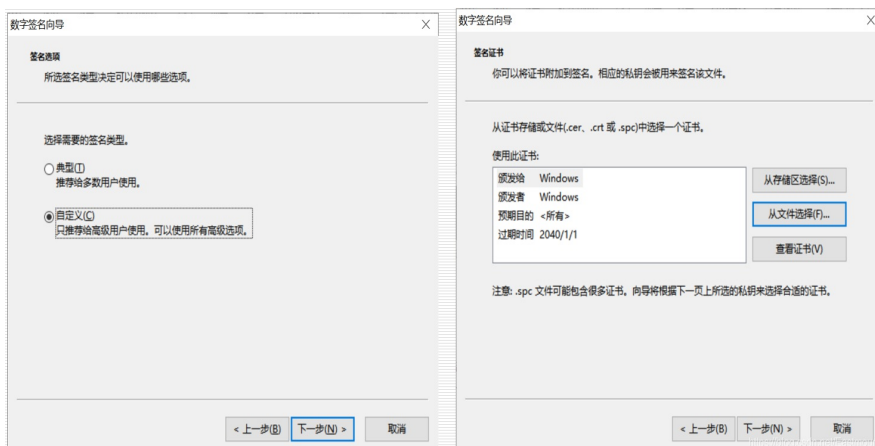 数字签名向导
签名选项
所选签名类型决定可以使用哪些选项。
选择需要的签名类型。
典型(T)
推荐给多数用户使用。
自定义(C)
只推荐给高级用户使用。可以使用所有高级选项。
< 上一步(B)
下一步(N) >
取消
数字签名向导
签名证书
你可以将证书附加到签名。相应的私钥会被用来签名该文件。
从证书存储或文件(.cer、.crt 或 .spc)中选择一个证书。
使用此证书:
颁发给 Windows
颁发者 Windows
预期目的 <所有>
过期时间 2040/1/1
从存储区选择(S)...
从文件选择(F)...
查看证书(V)
注意: .spc 文件可能包含很多证书。向导将根据下一页上所选的私钥来选择合适的证书。
< 上一步(B)
下一步(N) >
取消